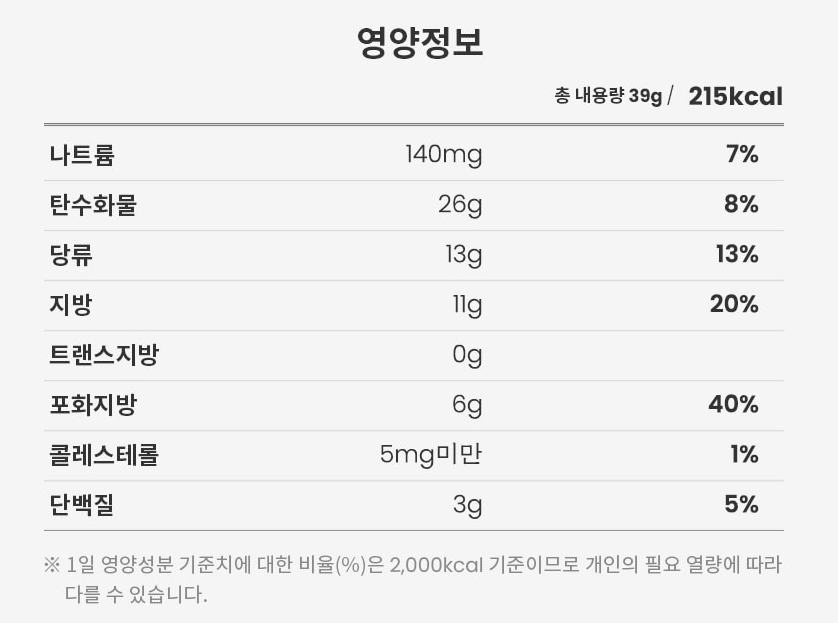 영양정보
총 내용량 39g / 215kcal
나트륨 140mg 7%
탄수화물 26g 8%
당류 13g 13%
지방 11g 20%
트랜스지방 0g
포화지방 6g 40%
콜레스테롤 5mg미만 1%
단백질 3g 5%
※ 1일 영양성분 기준치에 대한 비율(%)은 2,000kcal 기준이므로 개인의 필요 열량에 따라
다를 수 있습니다.